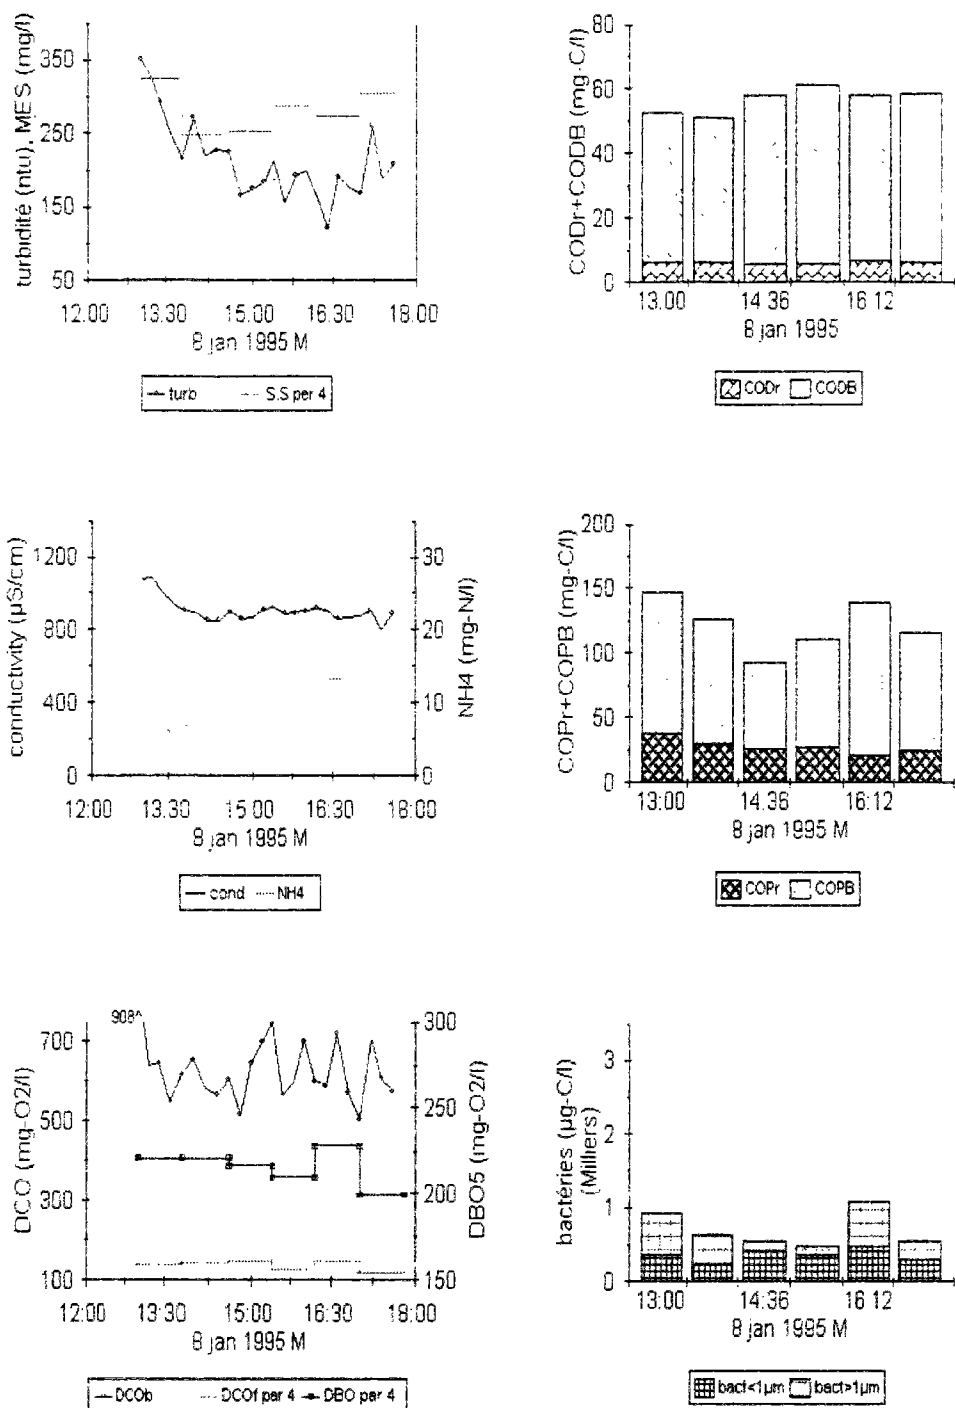 turbidité (ntu), MES (mg/l)
350
250
150
50
12:00 13:30 15:00 16:30 18:00
8 jan 1995 M
turb S.S per 4
CODr+CODB (mg-C/l)
80
60
40
20
0
13:00 14 36 16 12
8 jan 1995
CODr CODB
conductivity (µS/cm)
1200
800
400
0
NH4 (mg-N/l)
30
20
10
0
12:00 13:30 15:00 16:30 18:00
8 jan 1995 M
cond NH4
COPr+COPB (mg-C/l)
200
150
100
50
0
13:00 14:36 16:12
8 jan 1995 M
COPr COPB
DCO (mg-O2/l)
908^
700
500
300
100
DBO5 (mg-O2/l)
300
250
200
150
12:00 13:30 15:00 16:30 18:00
8 jan 1995 M
DCOb DCOf par 4 DBO par 4
bactéries (µg-C/l)
(Milliers)
3
2
1
0
13:00 14:36 16 12
8 jan 1995 M
bact<1µm bact>1µm